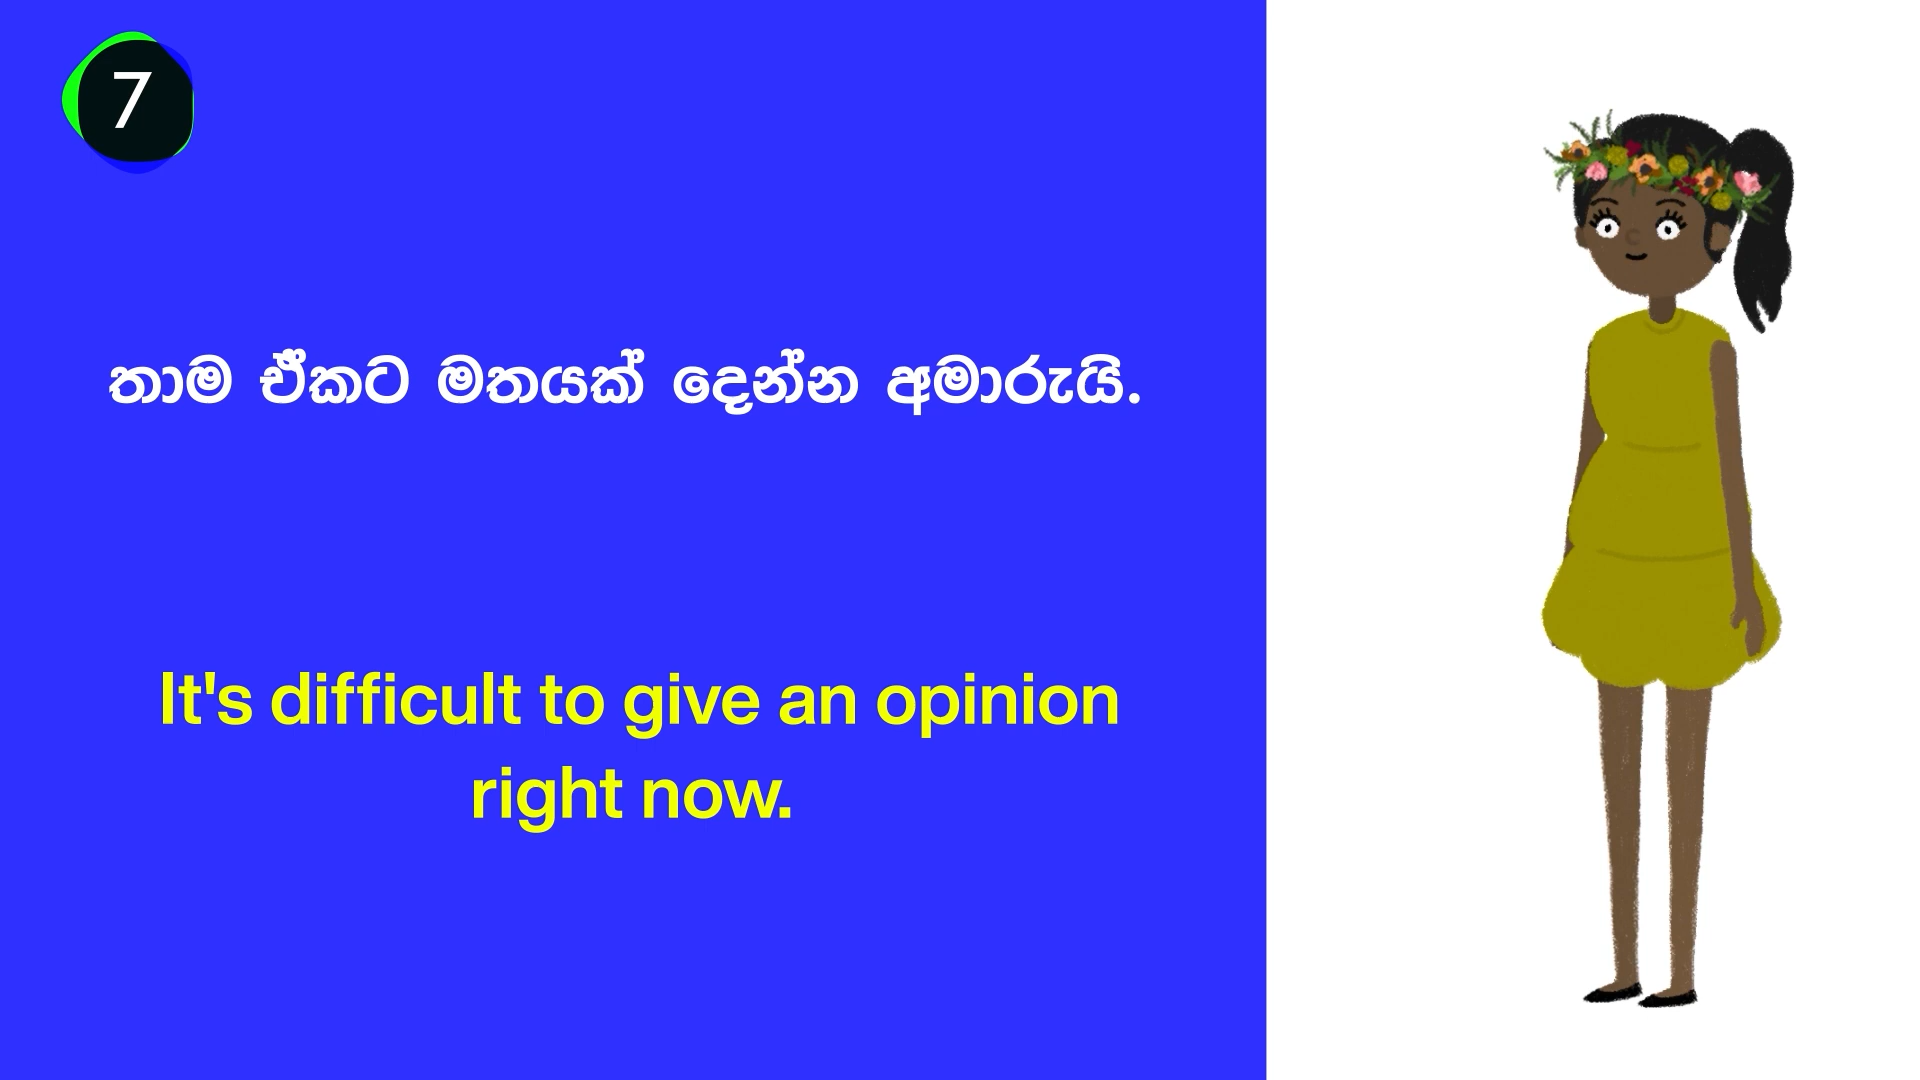 7
තාම ඒකට මතයක් දෙන්න අමාරුයි.
It's difficult to give an opinion
right now.